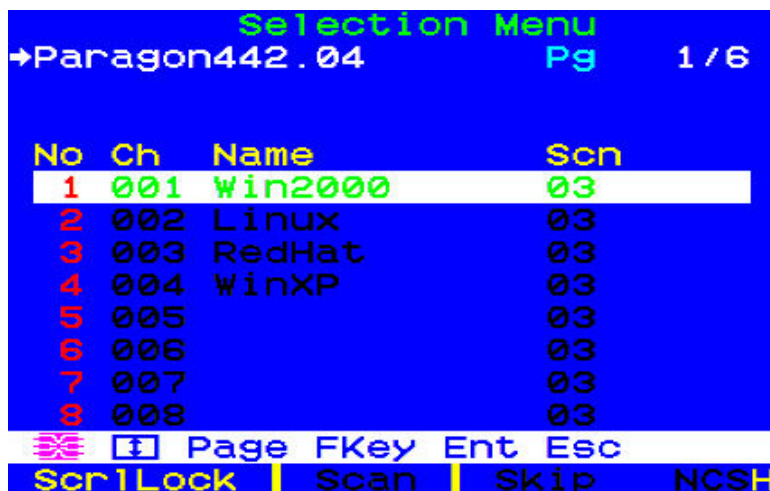 Selection Menu
➔Paragon442.04 Pg 1/6
No Ch Name Scn
1 001 Win2000 03
2 002 Linux 03
3 003 RedHat 03
4 004 WinXP 03
5 005 03
6 006 03
7 007 03
8 008 03
Page FKey Ent Esc
ScrlLock Scan Skip NCSH